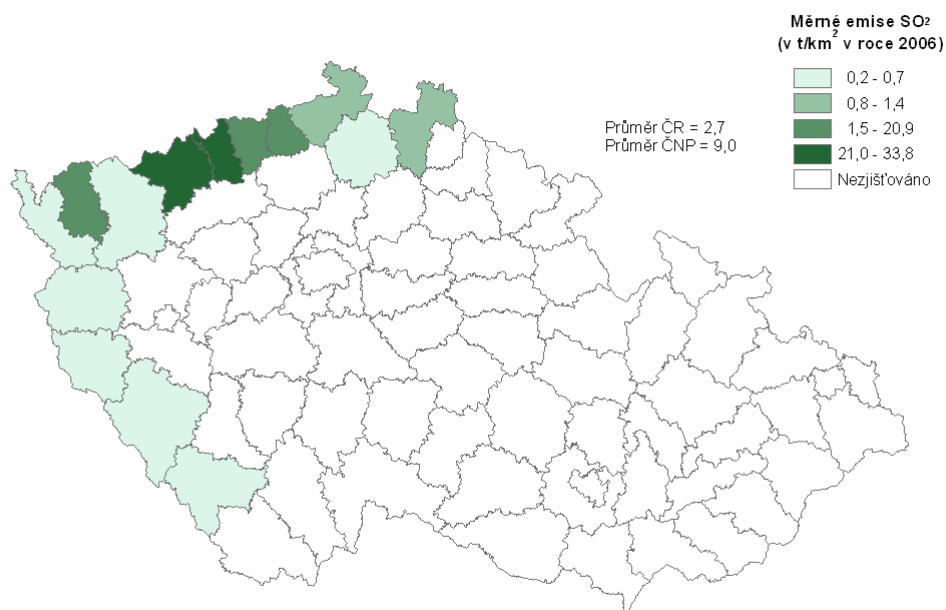 Měrné emise SO2
(v t/km2 v roce 2006)
0,2 - 0,7
0,8 - 1,4
1,5 - 20,9
21,0 - 33,8
Nezjišťováno
Průměr ČR = 2,7
Průměr ČNP = 9,0